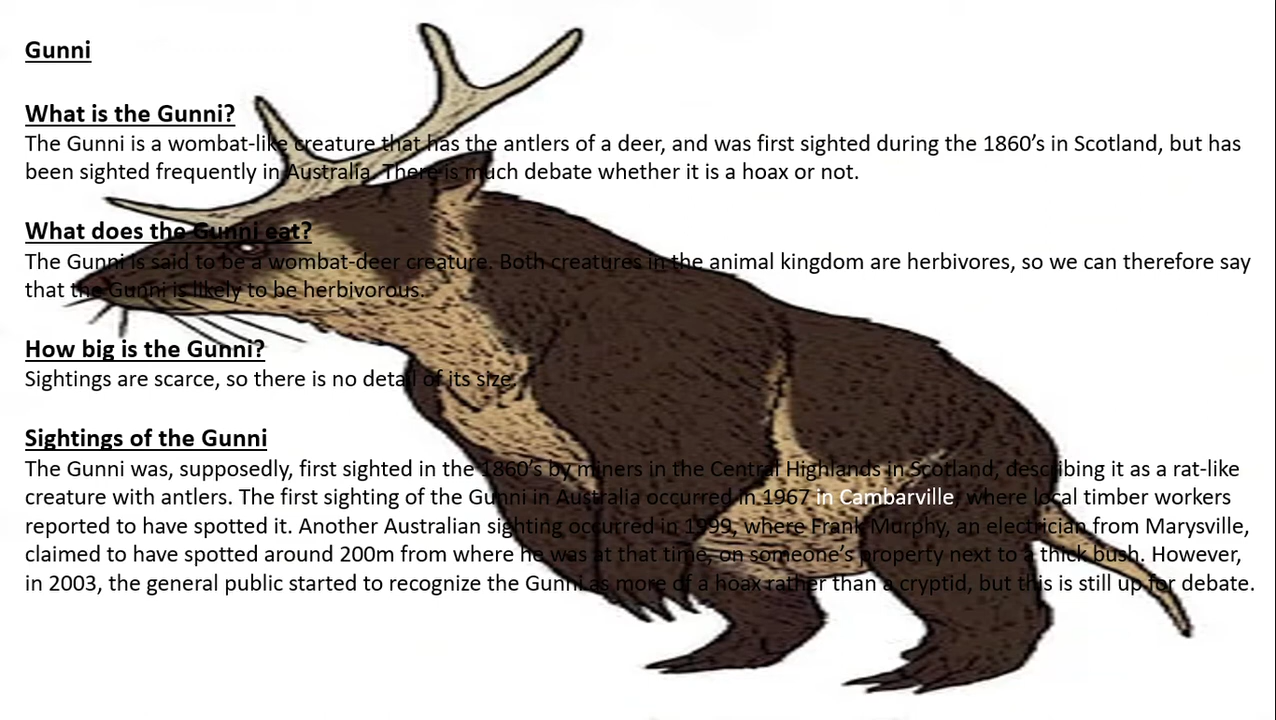 Gunni
What is the Gunni?
The Gunni is a wombat-like creature that has the antlers of a deer, and was first sighted during the 1860’s in Scotland, but has
been sighted frequently in Australia. There is much debate whether it is a hoax or not.
What does the Gunni eat?
The Gunni is said to be a wombat-deer creature. Both creatures in the animal kingdom are herbivores, so we can therefore say
that the Gunni is likely to be herbivorous.
How big is the Gunni?
Sightings are scarce, so there is no detail of its size.
Sightings of the Gunni
The Gunni was, supposedly, first sighted in the 1860’s by miners in the Central Highlands in Scotland, describing it as a rat-like
creature with antlers. The first sighting of the Gunni in Australia occurred in 1967 in Cambarville, where local timber workers
reported to have spotted it. Another Australian sighting occurred in 1999, where Frank Murphy, an electrician from Marysville,
claimed to have spotted around 200m from where he was at that time, on someone’s property next to a thick bush. However,
in 2003, the general public started to recognize the Gunni as more of a hoax rather than a cryptid, but this is still up for debate.